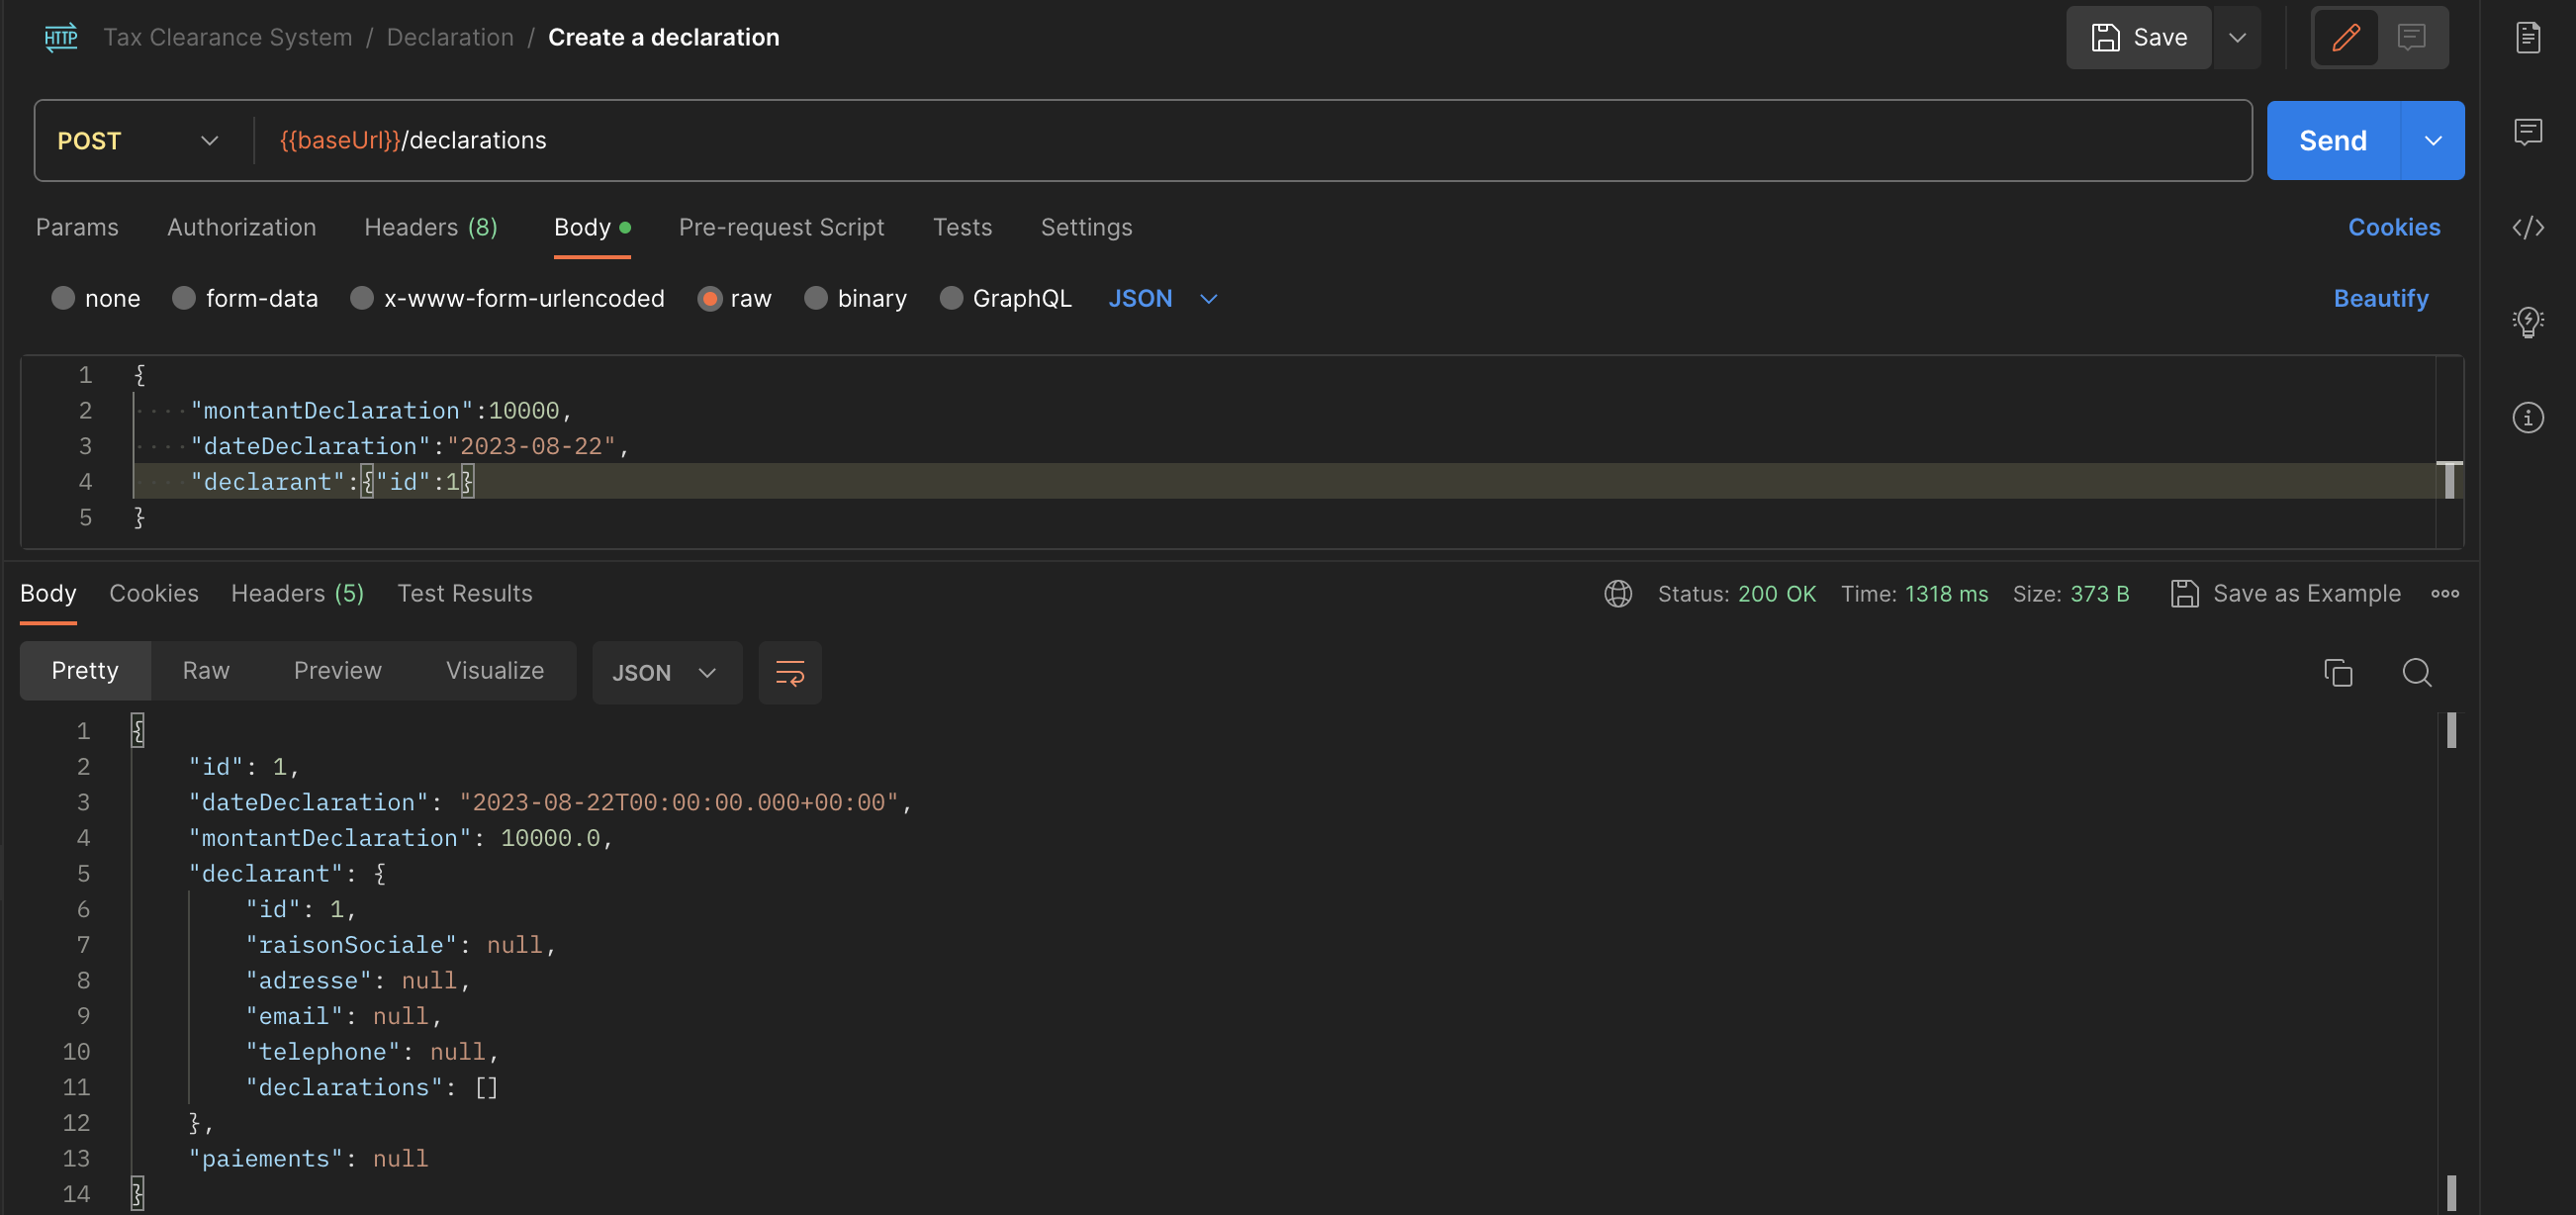 HTTP Tax Clearance System / Declaration / Create a declaration Save
POST {{baseUrl}}/declarations Send
Params Authorization Headers (8) Body Pre-request Script Tests Settings Cookies
none form-data x-www-form-urlencoded raw binary GraphQL JSON Beautify
1 {
2 "montantDeclaration":10000,
3 "dateDeclaration":"2023-08-22",
4 "declarant":{"id":1}
5 }
Body Cookies Headers (5) Test Results Status: 200 OK Time: 1318 ms Size: 373 B Save as Example
Pretty Raw Preview Visualize JSON
1 {
2 "id": 1,
3 "dateDeclaration": "2023-08-22T00:00:00.000+00:00",
4 "montantDeclaration": 10000.0,
5 "declarant": {
6 "id": 1,
7 "raisonSociale": null,
8 "adresse": null,
9 "email": null,
10 "telephone": null,
11 "declarations": []
12 },
13 "paiements": null
14 }